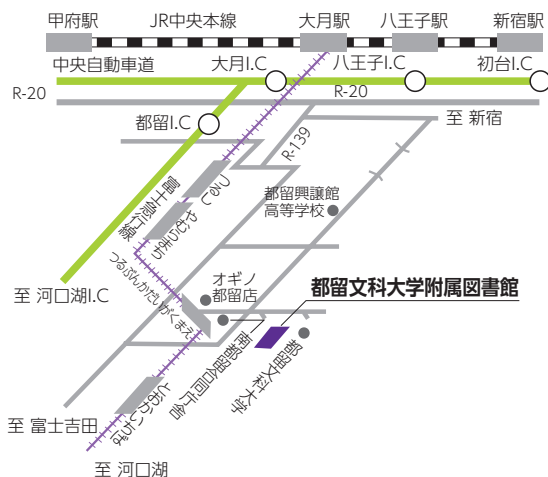 甲府駅
JR中央本線
大月駅
八王子駅
新宿駅
中央自動車道
大月I.C
八王子I.C
初台I.C
R-20
R-20
都留I.C
至 新宿
R-139
つるし
都留興譲館
高等学校
やむらまち
富士急行線
つるぶんかだいがくまえ
至 河口湖I.C
オギノ
都留店
都留文科大学附属図書館
都留文科大学
南都留合同庁舎
とおかいちば
至 富士吉田
至 河口湖